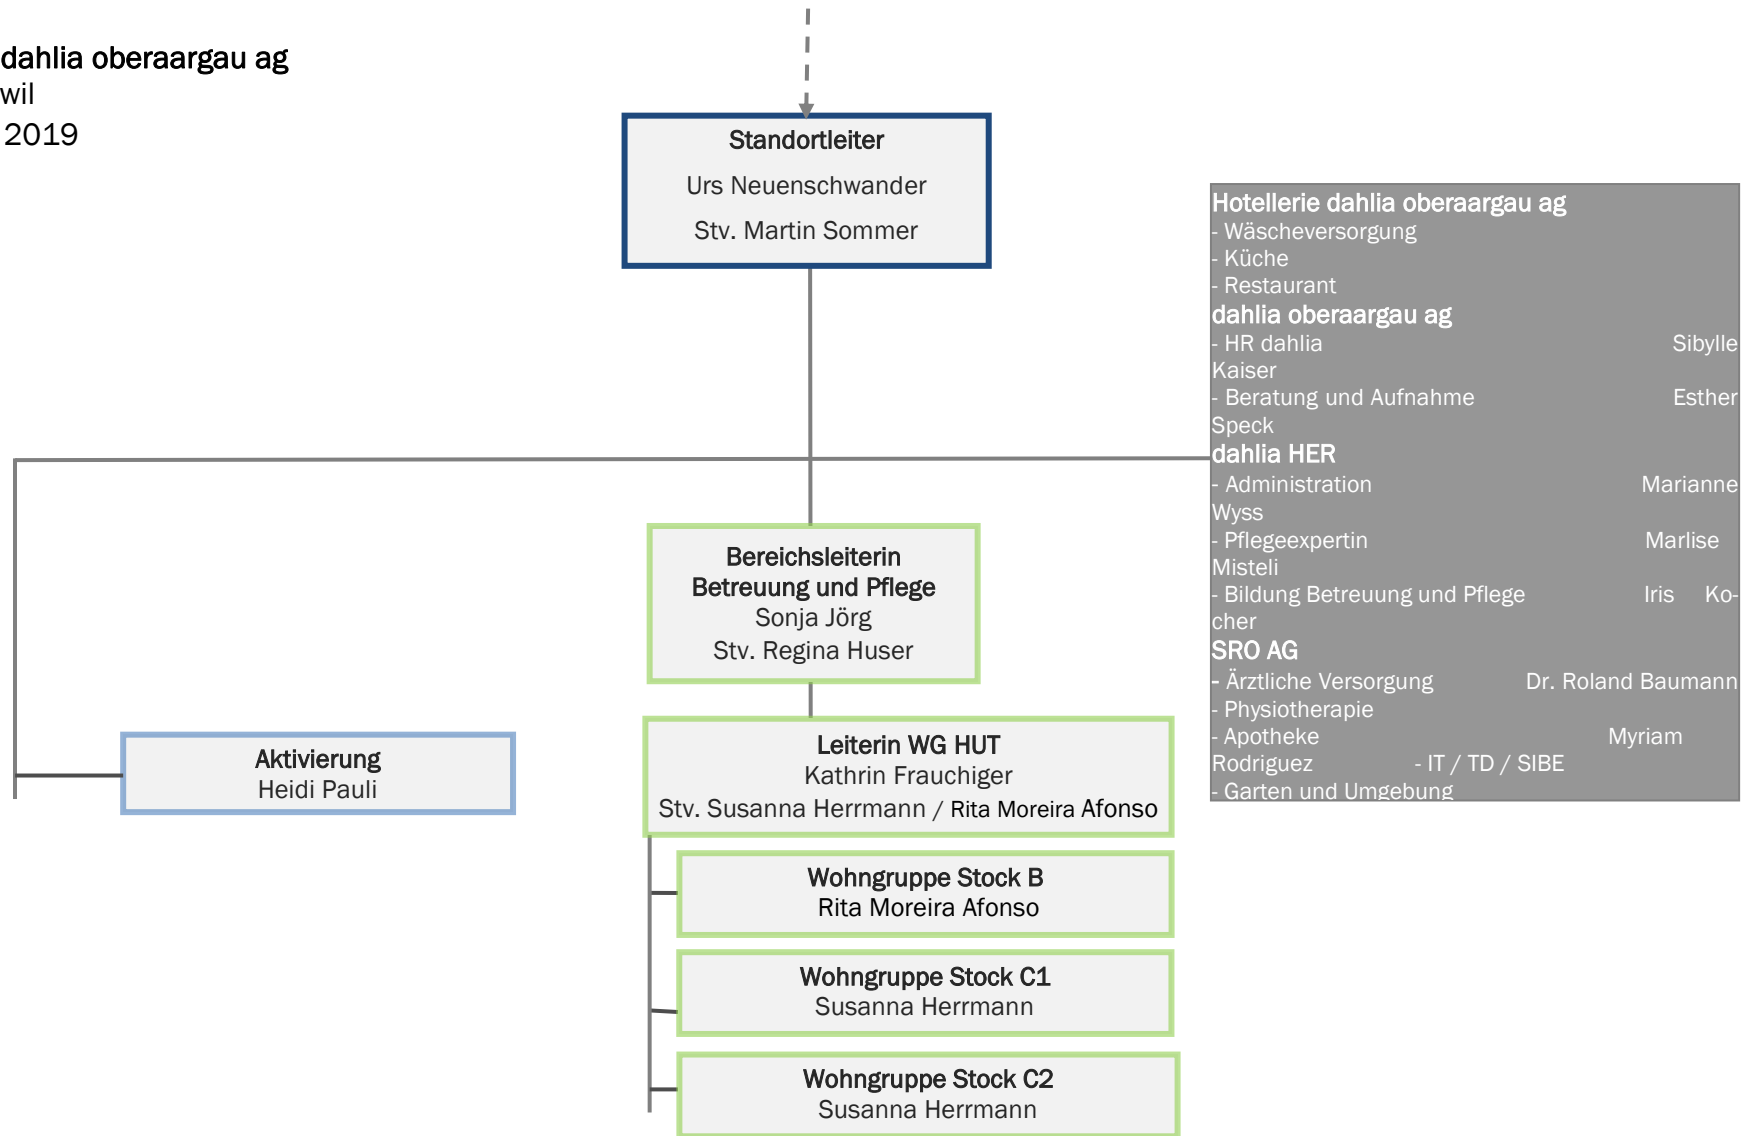 dahlia oberaargau ag
wil
2019
Standortleiter
Urs Neuenschwander
Stv. Martin Sommer
Hotellerie dahlia oberaargau ag
- Wäscheversorgung
- Küche
- Restaurant
dahlia oberaargau ag
- HR dahlia Sibylle
Kaiser
- Beratung und Aufnahme Esther
Speck
dahlia HER
- Administration Marianne
Wyss
- Pflegeexpertin Marlise
Misteli
- Bildung Betreuung und Pflege Iris Ko-
cher
SRO AG
- Ärztliche Versorgung Dr. Roland Baumann
- Physiotherapie
- Apotheke Myriam
Rodriguez - IT / TD / SIBE
- Garten und Umgebung
Bereichsleiterin
Betreuung und Pflege
Sonja Jörg
Stv. Regina Huser
Aktivierung
Heidi Pauli
Leiterin WG HUT
Kathrin Frauchiger
Stv. Susanna Herrmann / Rita Moreira Afonso
Wohngruppe Stock B
Rita Moreira Afonso
Wohngruppe Stock C1
Susanna Herrmann
Wohngruppe Stock C2
Susanna Herrmann